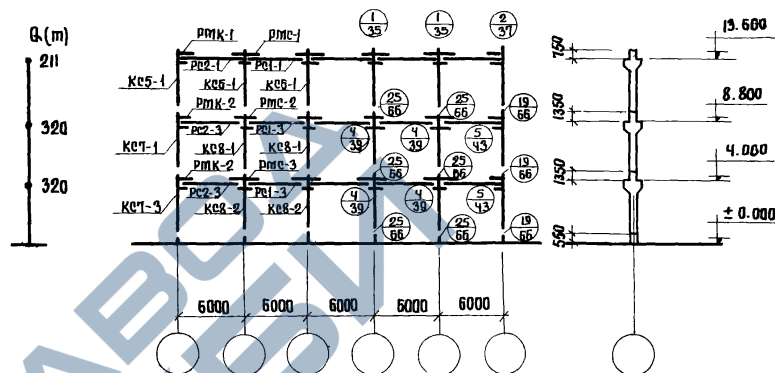 Q (т)
211
320
320
РМК-1
РМС-1
РС2-1
РС1-1
КС5-1
КС6-1
КС6-1
РМК-2
РМС-2
РС2-3
РС1-3
КС7-1
КС8-1
КС8-1
РМК-2
РМС-3
РС2-3
РС1-3
КС7-3
КС8-2
КС8-2
1
35
1
35
2
37
25
66
25
66
19
66
4
39
4
39
5
43
25
66
25
66
19
66
4
39
4
39
5
43
25
66
25
66
19
66
6000
6000
6000
6000
6000
750
13.600
1350
8.800
1350
4.000
550
± 0.000